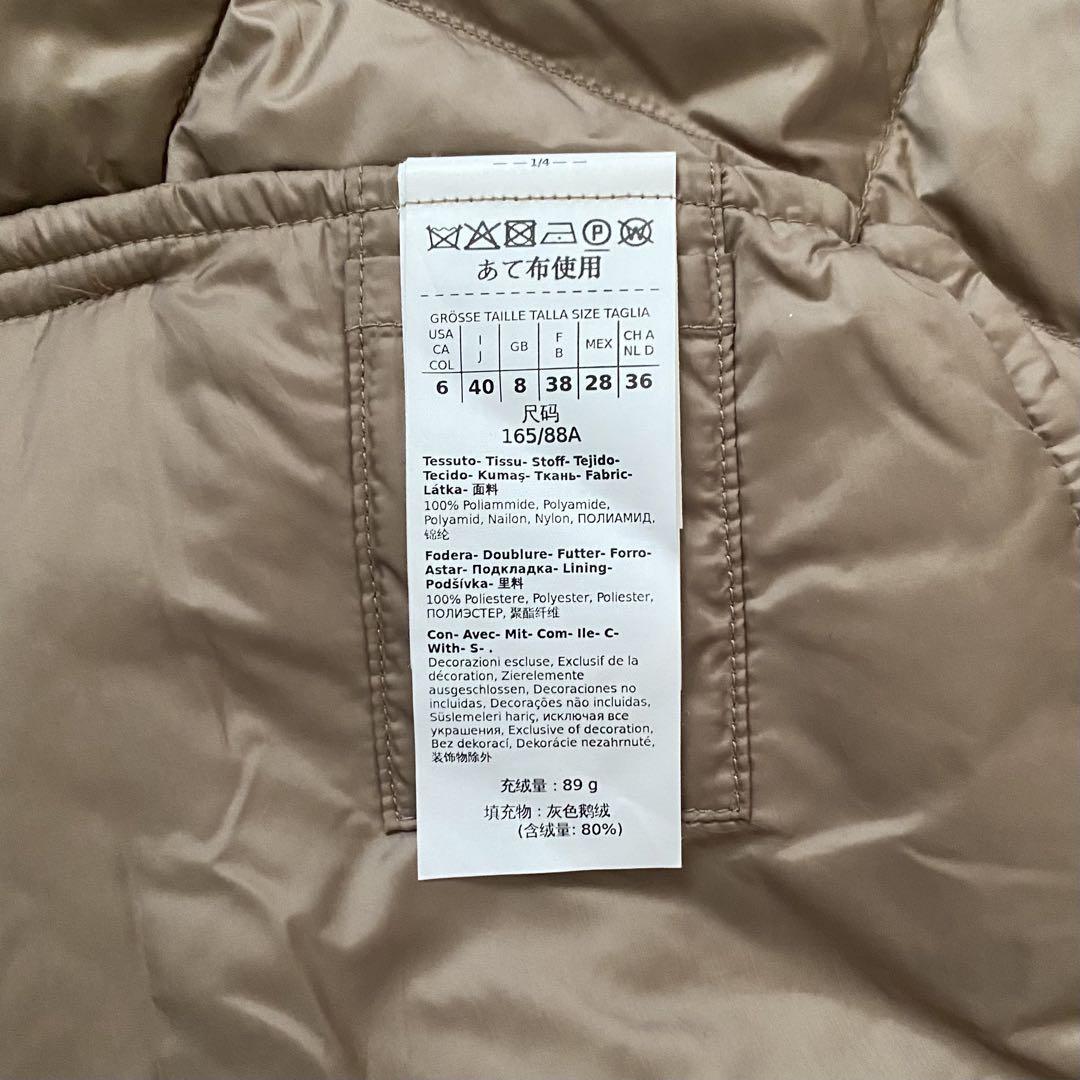 — — 1/4 — —
P W
あて布使用
GRÖSSE TAILLE TALLA SIZE TAGLIA
USA CA COL I J GB F B MEX CH A NL D
6 40 8 38 28 36
尺码
165/88A
Tessuto- Tissu- Stoff- Tejido-
Tecido- Kumaş- Ткань- Fabric-
Látka- 面料
100% Poliammide, Polyamide,
Polyamid, Nailon, Nylon, ПОЛИАМИД,
锦纶
Fodera- Doublure- Futter- Forro-
Astar- Подкладка- Lining-
Podšívka- 里料
100% Poliestere, Polyester, Poliester,
ПОЛИЭСТЕР, 聚酯纤维
Con- Avec- Mit- Com- Ile- C-
With- S- .
Decorazioni escluse, Exclusif de la
décoration, Zierelemente
ausgeschlossen, Decoraciones no
incluidas, Decorações não incluidas,
Süslemeleri hariç, исключая все
украшения, Exclusive of decoration,
Bez dekorací, Dekorácie nezahrnuté,
装饰物除外
充绒量 : 89 g
填充物 : 灰色鹅绒
(含绒量: 80%)